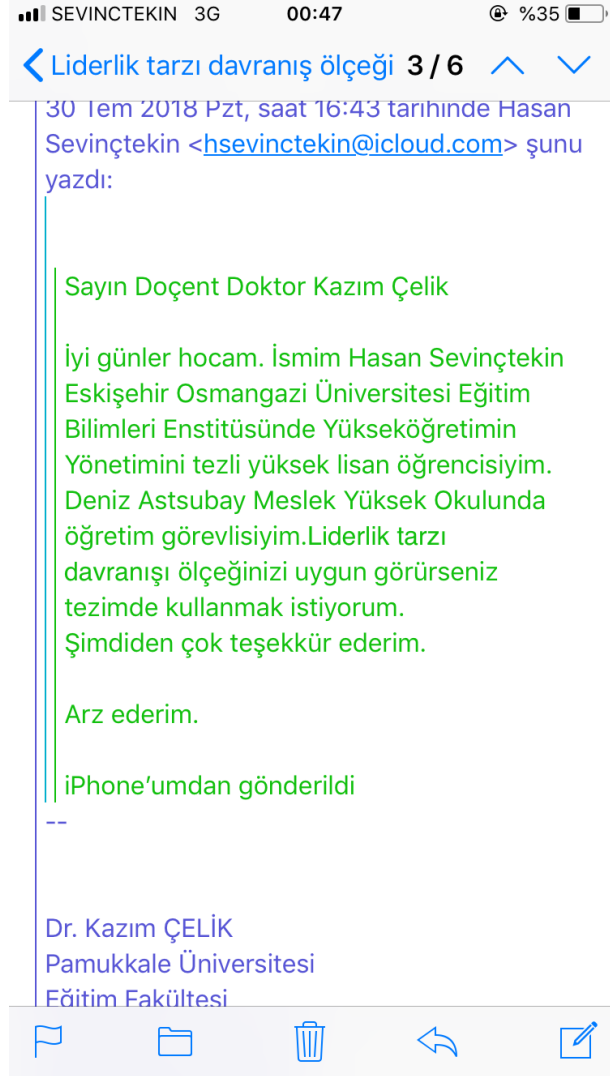 SEVINCTEKIN 3G 00:47 %35
Liderlik tarzı davranış ölçeği 3 / 6
30 Tem 2018 Pzt, saat 16:43 tarihinde Hasan
Sevinçtekin <hsevinctekin@icloud.com> şunu
yazdı:
Sayın Doçent Doktor Kazım Çelik
İyi günler hocam. İsmim Hasan Sevinçtekin
Eskişehir Osmangazi Üniversitesi Eğitim
Bilimleri Enstitüsünde Yükseköğretimin
Yönetimini tezli yüksek lisan öğrencisiyim.
Deniz Astsubay Meslek Yüksek Okulunda
öğretim görevlisiyim.Liderlik tarzı
davranışı ölçeğinizi uygun görürseniz
tezimde kullanmak istiyorum.
Şimdiden çok teşekkür ederim.
Arz ederim.
iPhone’umdan gönderildi
--
Dr. Kazım ÇELİK
Pamukkale Üniversitesi
Eğitim Fakültesi